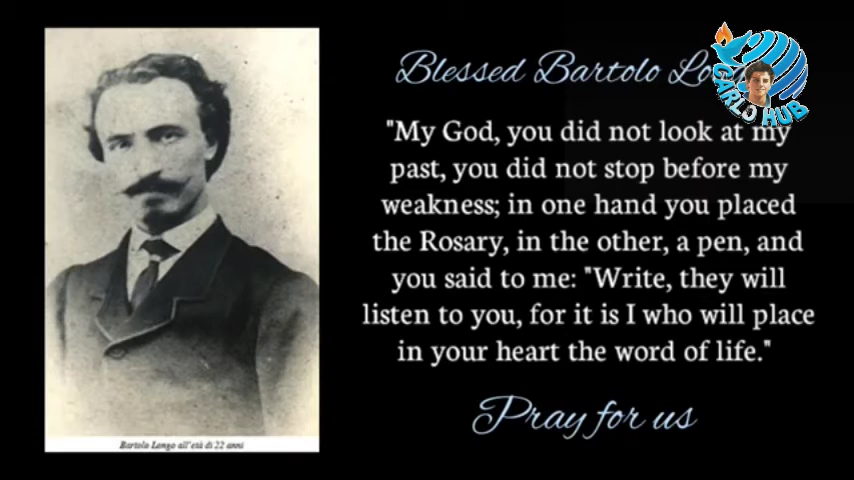 Blessed Bartolo
CARLO HUB
"My God, you did not look at my
past, you did not stop before my
weakness; in one hand you placed
the Rosary, in the other, a pen, and
you said to me: "Write, they will
listen to you, for it is I who will place
in your heart the word of life."
Pray for us
Bartolo Longo all'età di 22 anni